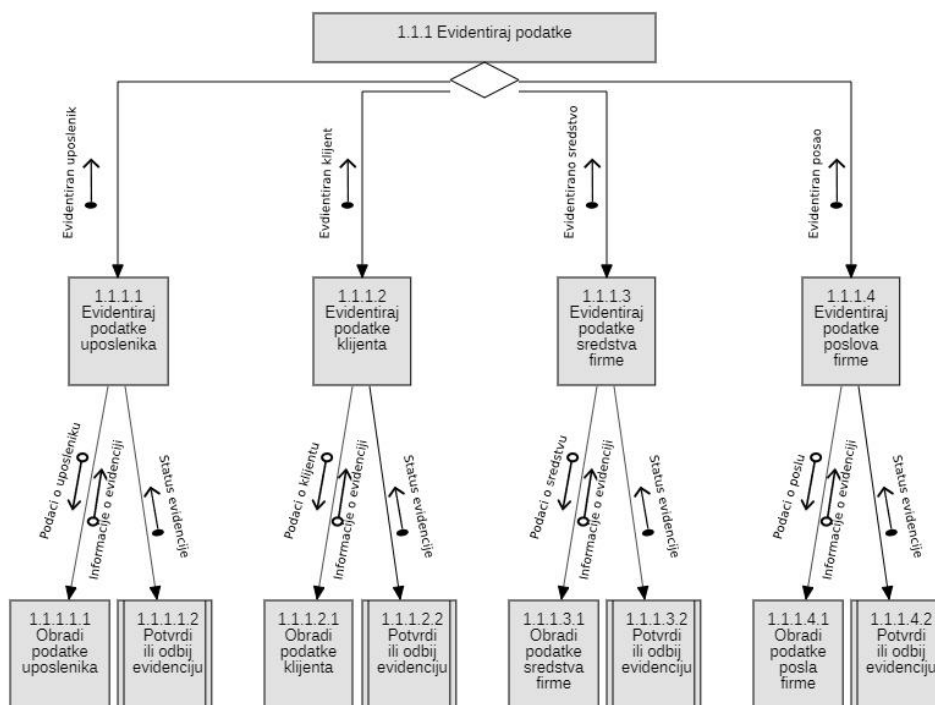 1.1.1 Evidentiraj podatke
Evidentiran uposlenik
Evdientiran klijent
Evidentirano sredstvo
Evidentiran posao
1.1.1.1
Evidentiraj
podatke
uposlenika
1.1.1.2
Evidentiraj
podatke
klijenta
1.1.1.3
Evidentiraj
podatke
sredstva
firme
1.1.1.4
Evidentiraj
podatke
poslova
firme
Podaci o uposleniku
Informacije o evidenciji
Status evidencije
Podaci o klijentu
Informacije o evidenciji
Status evidencije
Podaci o sredstvu
Informacije o evidenciji
Status evidencije
Podaci o poslu
Informacije o evidenciji
Status evidencije
1.1.1.1.1
Obradi
podatke
uposlenika
1.1.1.1.2
Potvrdi
ili odbij
evidenciju
1.1.1.2.1
Obradi
podatke
klijenta
1.1.1.2.2
Potvrdi
ili odbij
evidenciju
1.1.1.3.1
Obradi
podatke
sredstva
firme
1.1.1.3.2
Potvrdi
ili odbij
evidenciju
1.1.1.4.1
Obradi
podatke
posla
firme
1.1.1.4.2
Potvrdi
ili odbij
evidenciju